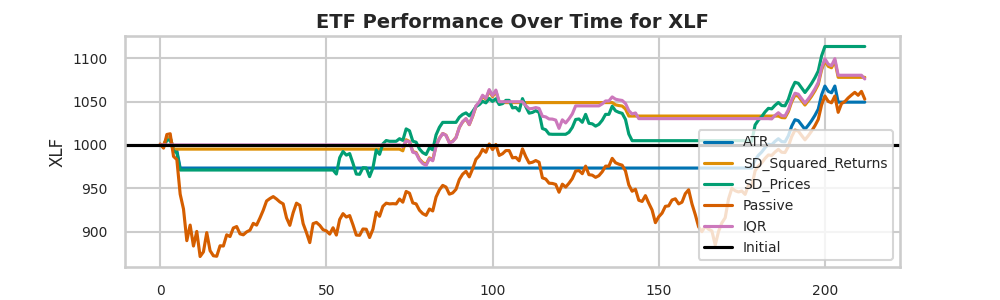 ETF Performance Over Time for XLF
XLF
1100
1050
1000
950
900
0
50
100
150
200
ATR
SD_Squared_Returns
SD_Prices
Passive
IQR
Initial